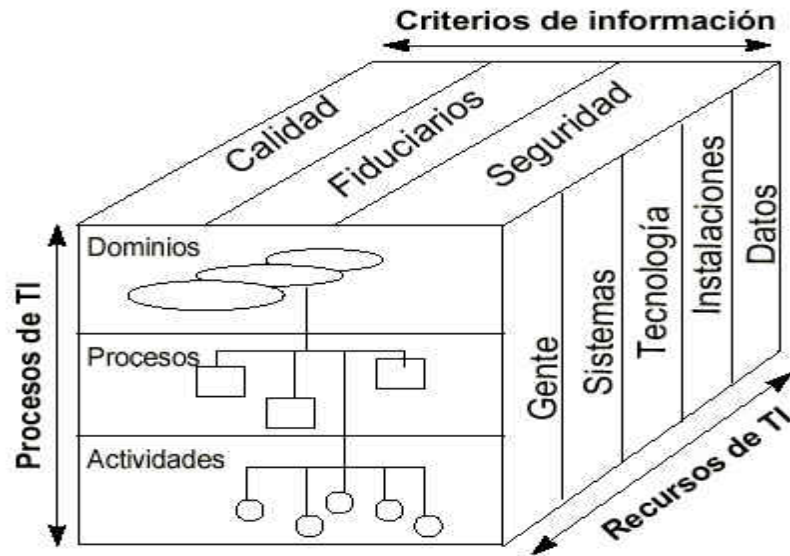 Criterios de información
Calidad
Fiduciarios
Seguridad
Procesos de TI
Dominios
Procesos
Actividades
Gente
Sistemas
Tecnología
Instalaciones
Datos
Recursos de TI